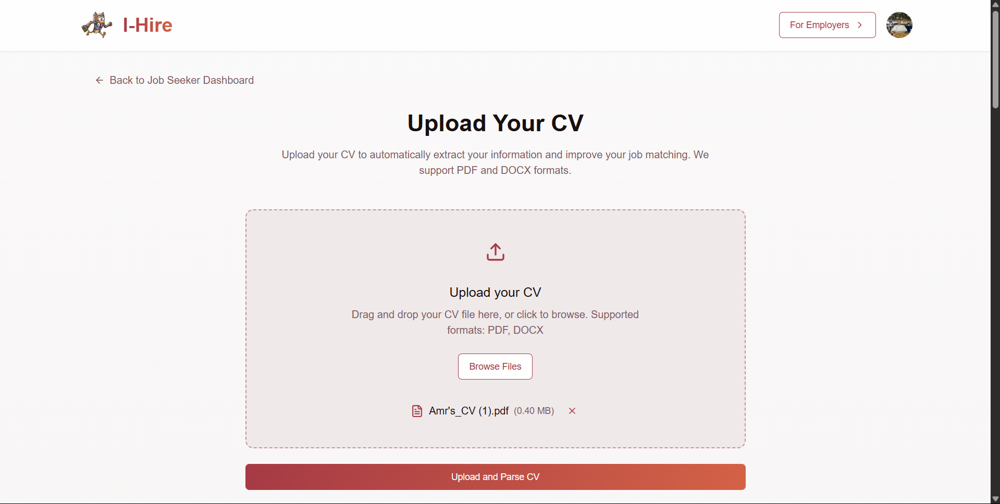 I-Hire
For Employers
Back to Job Seeker Dashboard
Upload Your CV
Upload your CV to automatically extract your information and improve your job matching. We
support PDF and DOCX formats.
Upload your CV
Drag and drop your CV file here, or click to browse. Supported
formats: PDF, DOCX
Browse Files
Amr's_CV (1).pdf (0.40 MB)
Upload and Parse CV